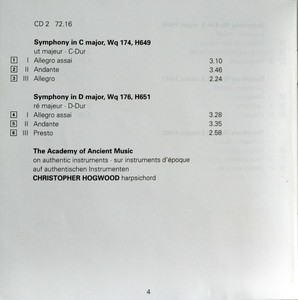 CD 2 72.16
Symphony in C major, Wq 174, H649
ut majeur · C-Dur
1 I Allegro assai 3.10
2 II Andante 3.46
3 III Allegro 2.24
Symphony in D major, Wq 176, H651
ré majeur · D-Dur
4 I Allegro assai 3.28
5 II Andante 3.35
6 III Presto 2.58
The Academy of Ancient Music
on authentic instruments · sur instruments d'époque
auf authentischen Instrumenten
CHRISTOPHER HOGWOOD harpsichord
4